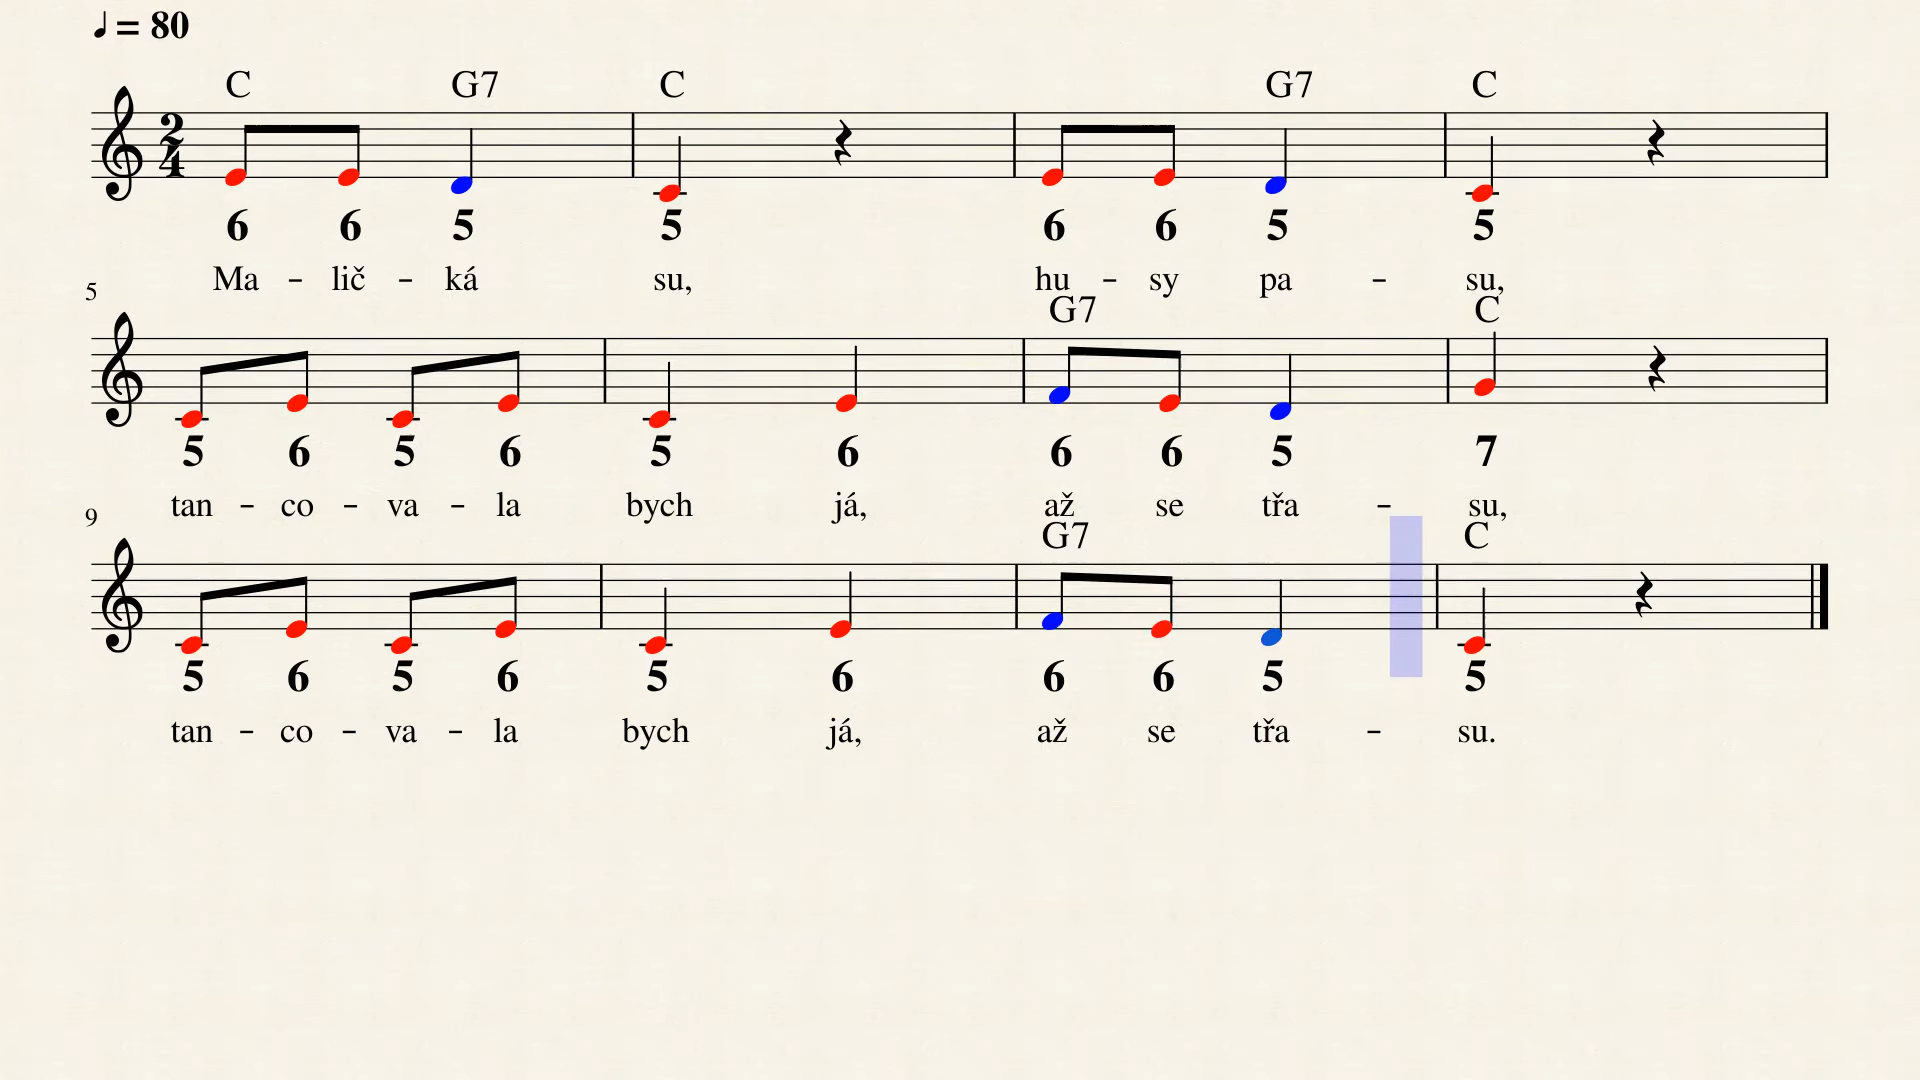 ♩ = 80
C G7 C G7 C
2
4
6 6 5 5 6 6 5 5
Ma – lič – ká su, hu – sy pa – su,
5
G7 C
5 6 5 6 5 6 6 6 5 7
tan – co – va – la bych já, až se třa – su,
9
G7 C
5 6 5 6 5 6 6 6 5 5
tan – co – va – la bych já, až se třa – su.